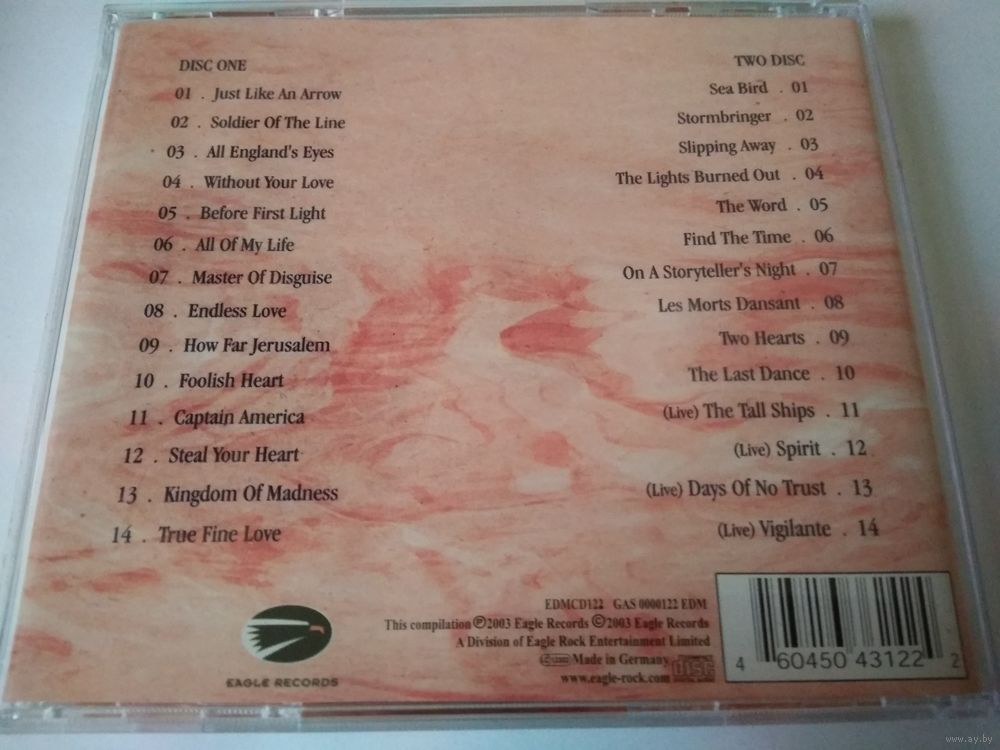 DISC ONE
01 . Just Like An Arrow
02 . Soldier Of The Line
03 . All England's Eyes
04 . Without Your Love
05 . Before First Light
06 . All Of My Life
07 . Master Of Disguise
08 . Endless Love
09 . How Far Jerusalem
10 . Foolish Heart
11 . Captain America
12 . Steal Your Heart
13 . Kingdom Of Madness
14 . True Fine Love
TWO DISC
Sea Bird . 01
Stormbringer . 02
Slipping Away . 03
The Lights Burned Out . 04
The Word . 05
Find The Time . 06
On A Storyteller's Night . 07
Les Morts Dansant . 08
Two Hearts . 09
The Last Dance . 10
(Live) The Tall Ships . 11
(Live) Spirit . 12
(Live) Days Of No Trust . 13
(Live) Vigilante . 14
EAGLE RECORDS
EDMCD122 GAS 0000122 EDM
This compilation ℗2003 Eagle Records ©2003 Eagle Records
A Division of Eagle Rock Entertainment Limited
Made in Germany
www.eagle-rock.com
disc
4 60450 43122 2
www.ay.by